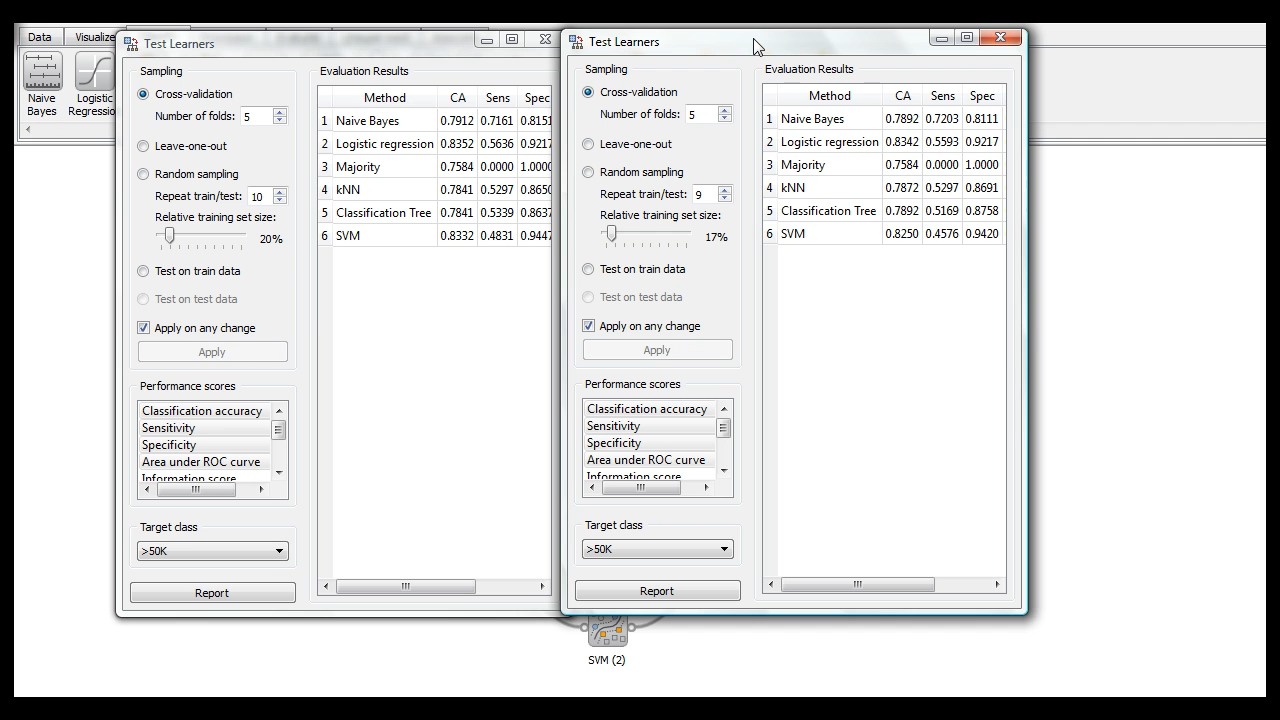 Data Visualize
Naive Bayes
Logistic Regressio
Test Learners
Sampling
Cross-validation
Number of folds: 5
Leave-one-out
Random sampling
Repeat train/test: 10
Relative training set size:
20%
Test on train data
Test on test data
Apply on any change
Apply
Performance scores
Classification accuracy
Sensitivity
Specificity
Area under ROC curve
Information score
Target class
>50K
Report
Evaluation Results
Method CA Sens Spec
1 Naive Bayes 0.7912 0.7161 0.8151
2 Logistic regression 0.8352 0.5636 0.9217
3 Majority 0.7584 0.0000 1.0000
4 kNN 0.7841 0.5297 0.8650
5 Classification Tree 0.7841 0.5339 0.8637
6 SVM 0.8332 0.4831 0.9447
Test Learners
Sampling
Cross-validation
Number of folds: 5
Leave-one-out
Random sampling
Repeat train/test: 9
Relative training set size:
17%
Test on train data
Test on test data
Apply on any change
Apply
Performance scores
Classification accuracy
Sensitivity
Specificity
Area under ROC curve
Information score
Target class
>50K
Report
Evaluation Results
Method CA Sens Spec
1 Naive Bayes 0.7892 0.7203 0.8111
2 Logistic regression 0.8342 0.5593 0.9217
3 Majority 0.7584 0.0000 1.0000
4 kNN 0.7872 0.5297 0.8691
5 Classification Tree 0.7892 0.5169 0.8758
6 SVM 0.8250 0.4576 0.9420
SVM (2)